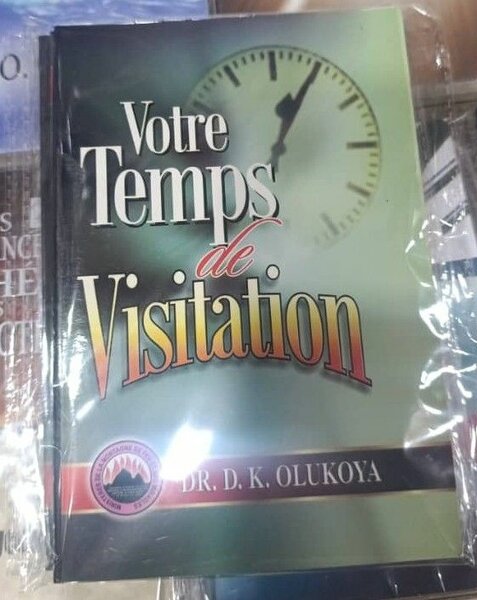 Votre
Temps
de
Visitation
DR. D. K. OLUKOYA
O.